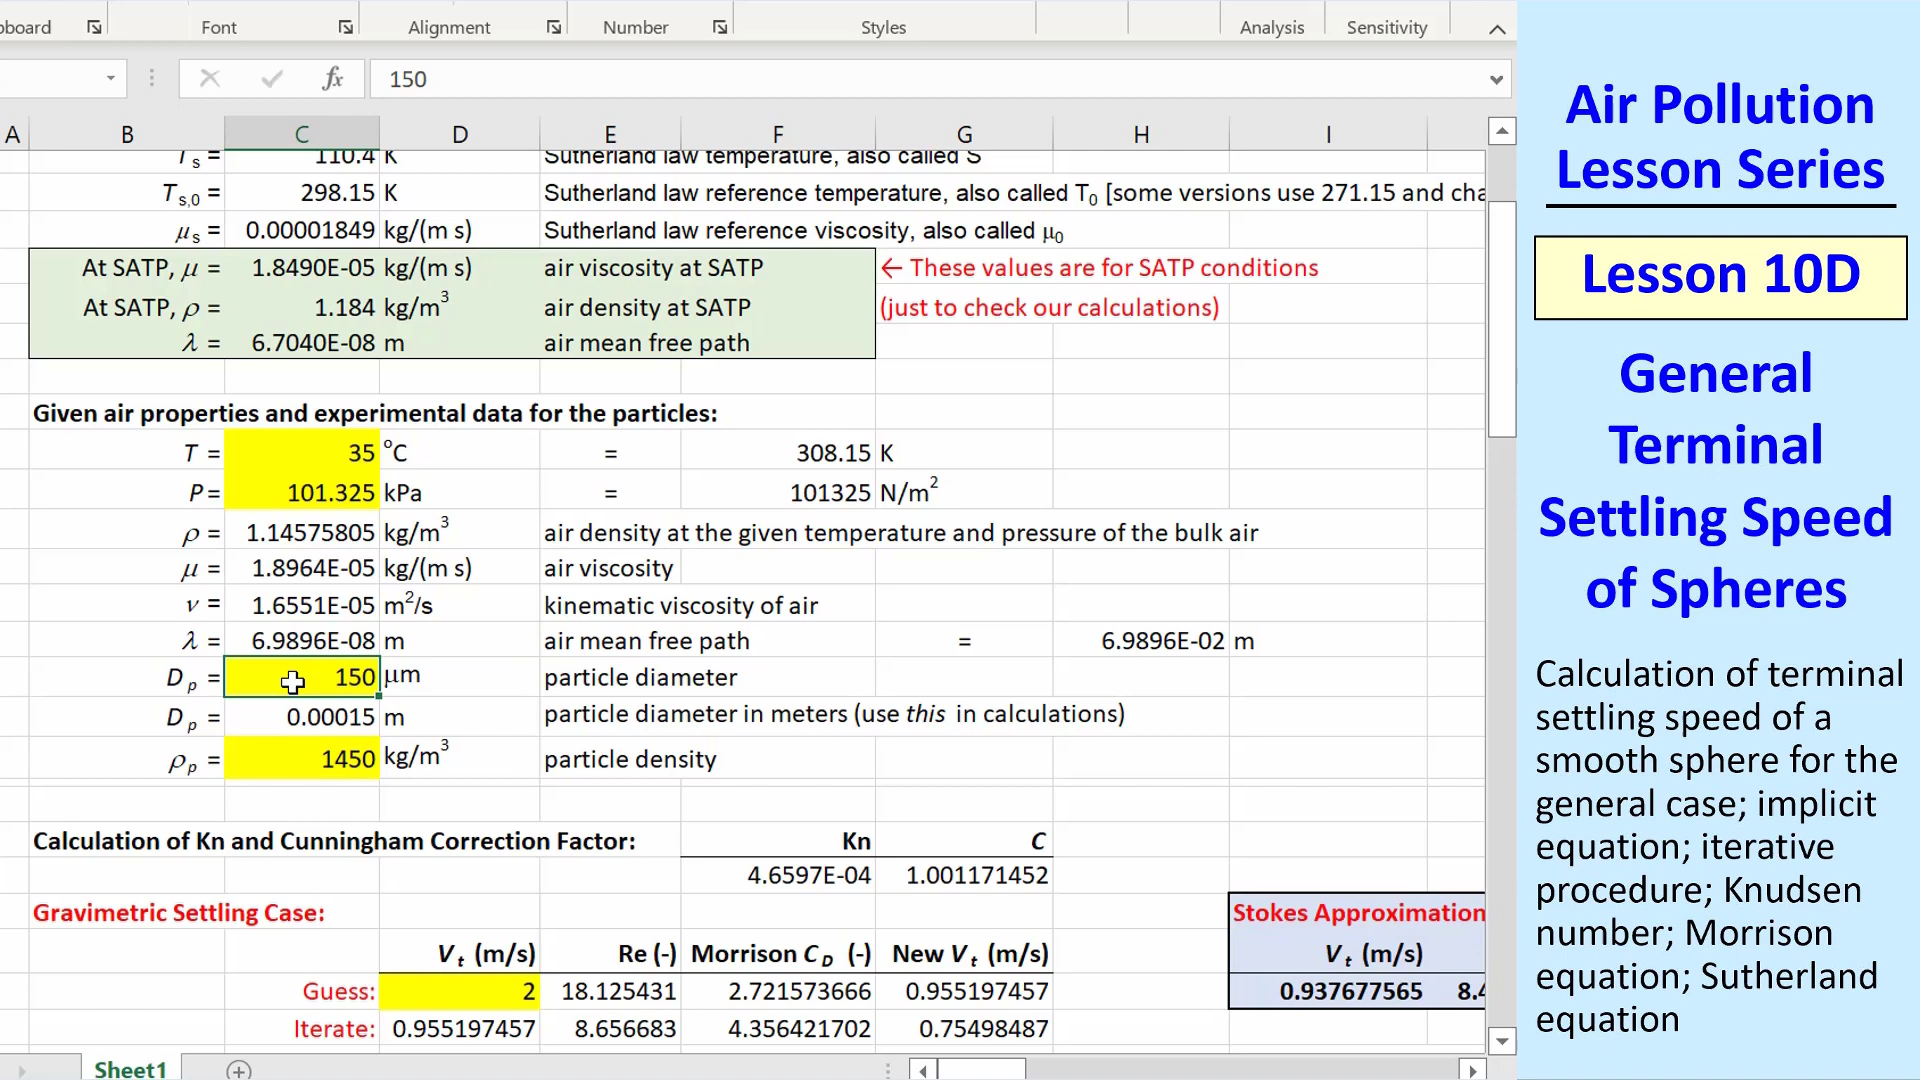 board Font Alignment Number Styles Analysis Sensitivity
fx 150
A B C D E F G H I
T s = 110.4 K Sutherland law temperature, also called S
T s,0 = 298.15 K Sutherland law reference temperature, also called T0 [some versions use 271.15 and cha
μ s = 0.00001849 kg/(m s) Sutherland law reference viscosity, also called μ0
At SATP, μ = 1.8490E-05 kg/(m s) air viscosity at SATP ← These values are for SATP conditions
At SATP, ρ = 1.184 kg/m3 air density at SATP (just to check our calculations)
λ = 6.7040E-08 m air mean free path
Given air properties and experimental data for the particles:
T = 35 oC = 308.15 K
P = 101.325 kPa = 101325 N/m2
ρ = 1.14575805 kg/m3 air density at the given temperature and pressure of the bulk air
μ = 1.8964E-05 kg/(m s) air viscosity
ν = 1.6551E-05 m2/s kinematic viscosity of air
λ = 6.9896E-08 m air mean free path = 6.9896E-02 m
D p = 150 μm particle diameter
D p = 0.00015 m particle diameter in meters (use this in calculations)
ρ p = 1450 kg/m3 particle density
Calculation of Kn and Cunningham Correction Factor: Kn C
4.6597E-04 1.001171452
Gravimetric Settling Case: Stokes Approximation
V t (m/s) Re (-) Morrison C D (-) New V t (m/s) V t (m/s)
Guess: 2 18.125431 2.721573666 0.955197457 0.937677565 8.4
Iterate: 0.955197457 8.656683 4.356421702 0.75498487
Sheet1
Air Pollution
Lesson Series
Lesson 10D
General
Terminal
Settling Speed
of Spheres
Calculation of terminal
settling speed of a
smooth sphere for the
general case; implicit
equation; iterative
procedure; Knudsen
number; Morrison
equation; Sutherland
equation